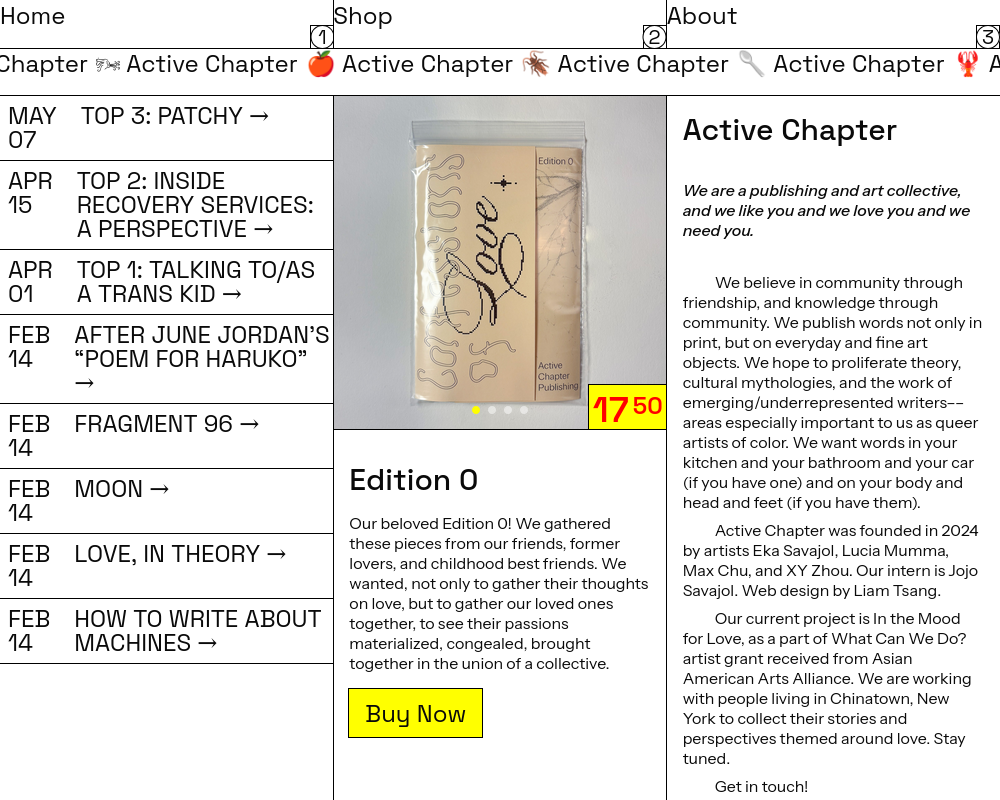 Home
1
Shop
2
About
3
Chapter Active Chapter Active Chapter Active Chapter Active Chapter
MAY 07 TOP 3: PATCHY →
APR 15 TOP 2: INSIDE
RECOVERY SERVICES:
A PERSPECTIVE →
APR 01 TOP 1: TALKING TO/AS
A TRANS KID →
FEB 14 AFTER JUNE JORDAN’S
“POEM FOR HARUKO”
→
FEB 14 FRAGMENT 96 →
FEB 14 MOON →
FEB 14 LOVE, IN THEORY →
FEB 14 HOW TO WRITE ABOUT
MACHINES →
Edition 0
Love
of
Active
Chapter
Publishing
17 50
Edition 0
Our beloved Edition 0! We gathered
these pieces from our friends, former
lovers, and childhood best friends. We
wanted, not only to gather their thoughts
on love, but to gather our loved ones
together, to see their passions
materialized, congealed, brought
together in the union of a collective.
Buy Now
Active Chapter
We are a publishing and art collective,
and we like you and we love you and we
need you.
We believe in community through
friendship, and knowledge through
community. We publish words not only in
print, but on everyday and fine art
objects. We hope to proliferate theory,
cultural mythologies, and the work of
emerging/underrepresented writers––
areas especially important to us as queer
artists of color. We want words in your
kitchen and your bathroom and your car
(if you have one) and on your body and
head and feet (if you have them).
Active Chapter was founded in 2024
by artists Eka Savajol, Lucia Mumma,
Max Chu, and XY Zhou. Our intern is Jojo
Savajol. Web design by Liam Tsang.
Our current project is In the Mood
for Love, as a part of What Can We Do?
artist grant received from Asian
American Arts Alliance. We are working
with people living in Chinatown, New
York to collect their stories and
perspectives themed around love. Stay
tuned.
Get in touch!